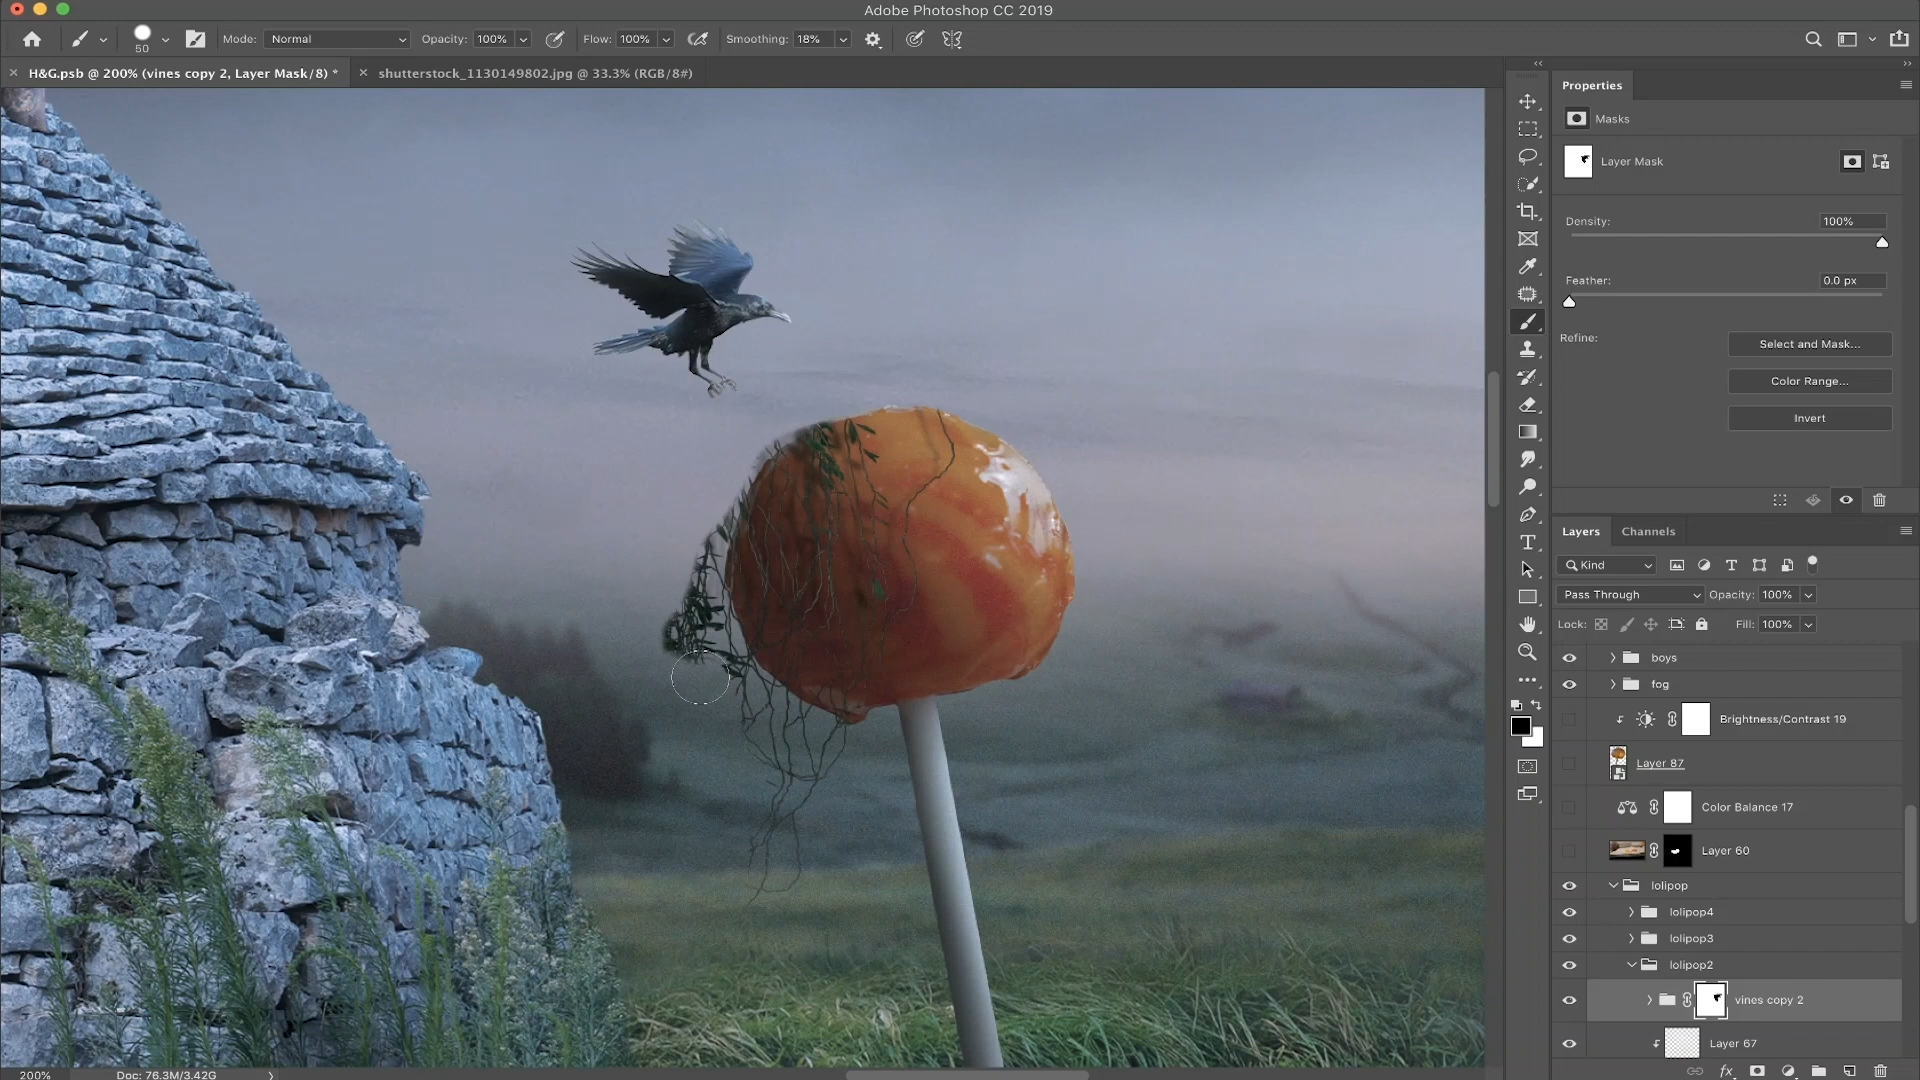 Adobe Photoshop CC 2019
50
Mode: Normal Opacity: 100% Flow: 100% Smoothing: 18%
H&G.psb @ 200% (vines copy 2, Layer Mask/8) * shutterstock_1130149802.jpg @ 33.3% (RGB/8#)
Properties
Masks
Layer Mask
Density: 100%
Feather: 0.0 px
Refine: Select and Mask...
Color Range...
Invert
Layers Channels
Kind
Pass Through Opacity: 100%
Lock: Fill: 100%
boys
fog
Brightness/Contrast 19
Layer 87
Color Balance 17
Layer 60
lolipop
lolipop4
lolipop3
lolipop2
vines copy 2
Layer 67
fx
200% Doc: 76.3M/3.42G